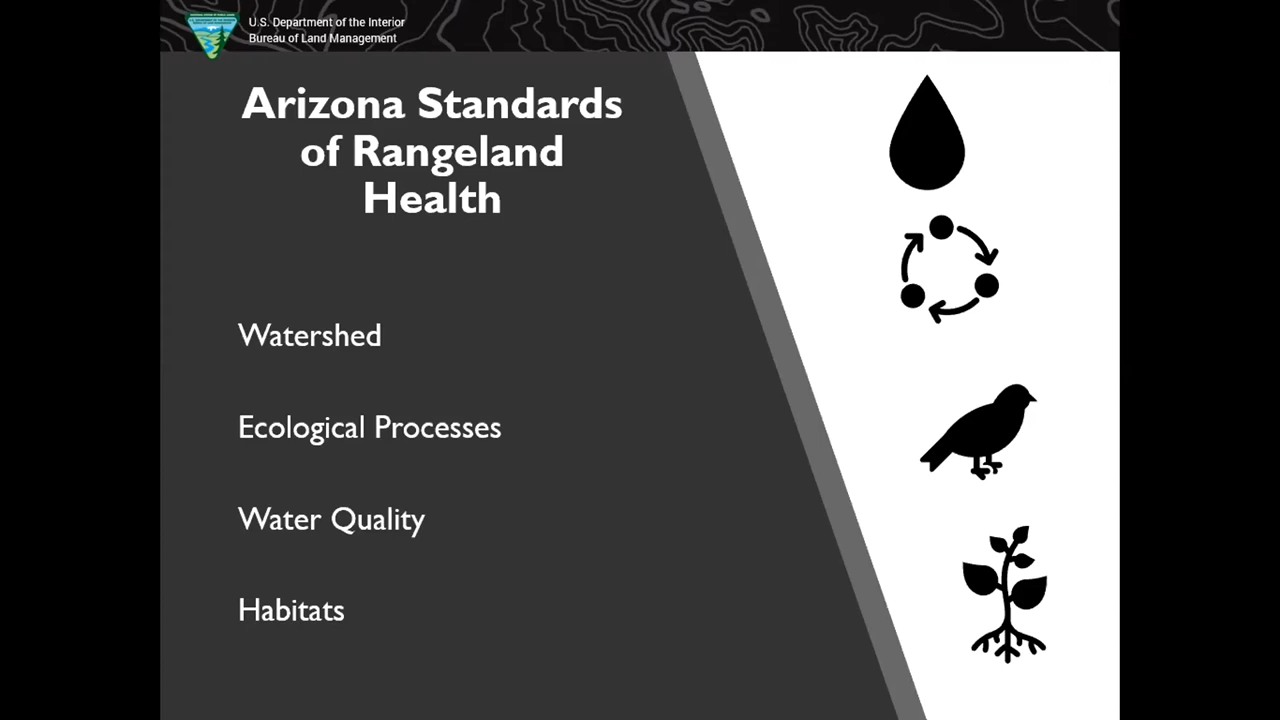 U.S. Department of the Interior
Bureau of Land Management
Arizona Standards
of Rangeland
Health
Watershed
Ecological Processes
Water Quality
Habitats